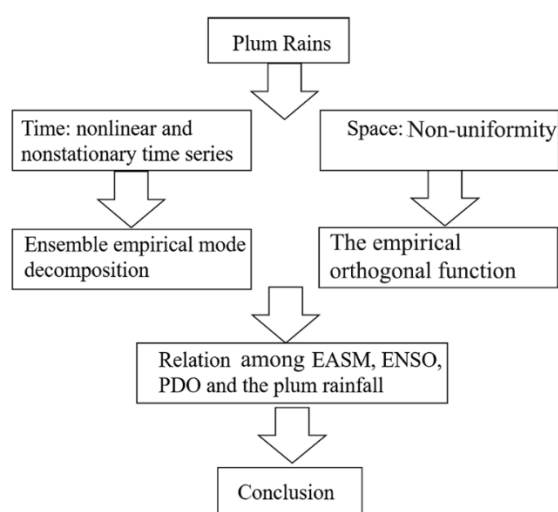 Plum Rains
Time: nonlinear and
nonstationary time series
Space: Non-uniformity
Ensemble empirical mode
decomposition
The empirical
orthogonal function
Relation among EASM, ENSO,
PDO and the plum rainfall
Conclusion